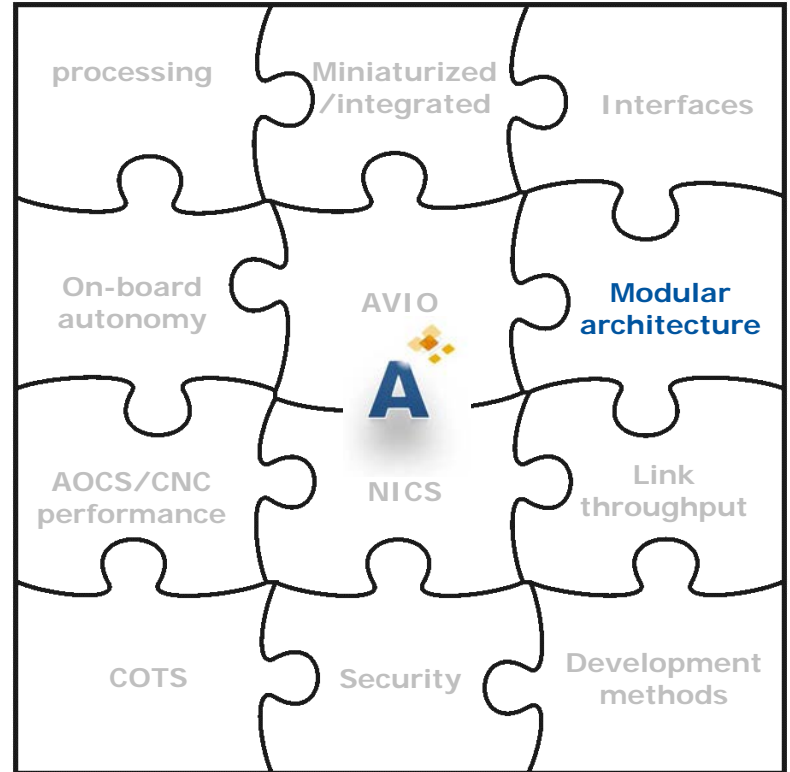 processing
Miniaturized
/integrated
Interfaces
On-board
autonomy
AVIO
Modular
architecture
A
AOCS/CNC
performance
NICS
Link
throughput
COTS
Security
Development
methods